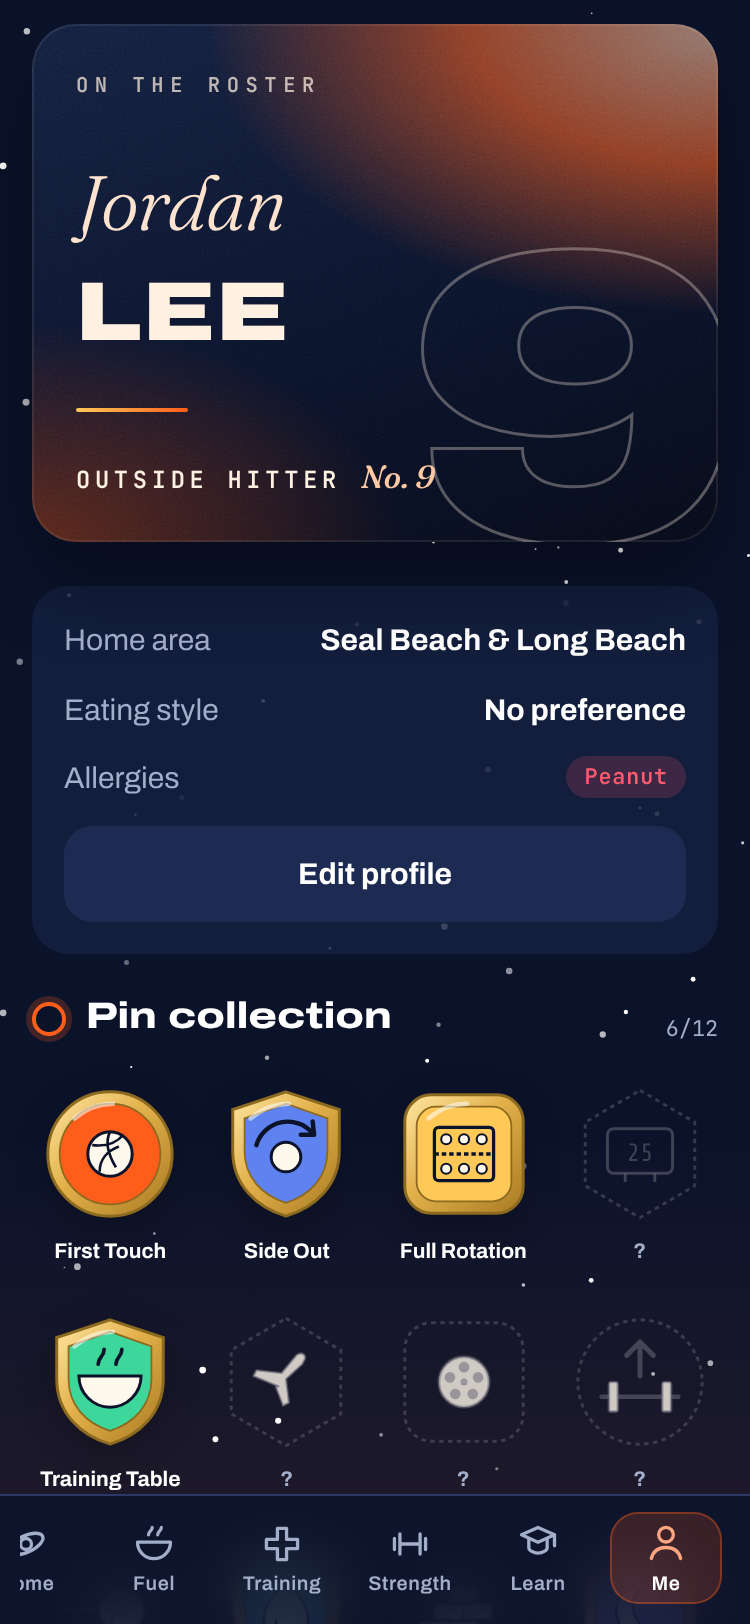 ON THE ROSTER
Jordan
LEE
9
OUTSIDE HITTER No. 9
Home area Seal Beach & Long Beach
Eating style No preference
Allergies Peanut
Edit profile
Pin collection 6/12
25
First Touch Side Out Full Rotation ?
Training Table ? ? ?
ome Fuel Training Strength Learn Me